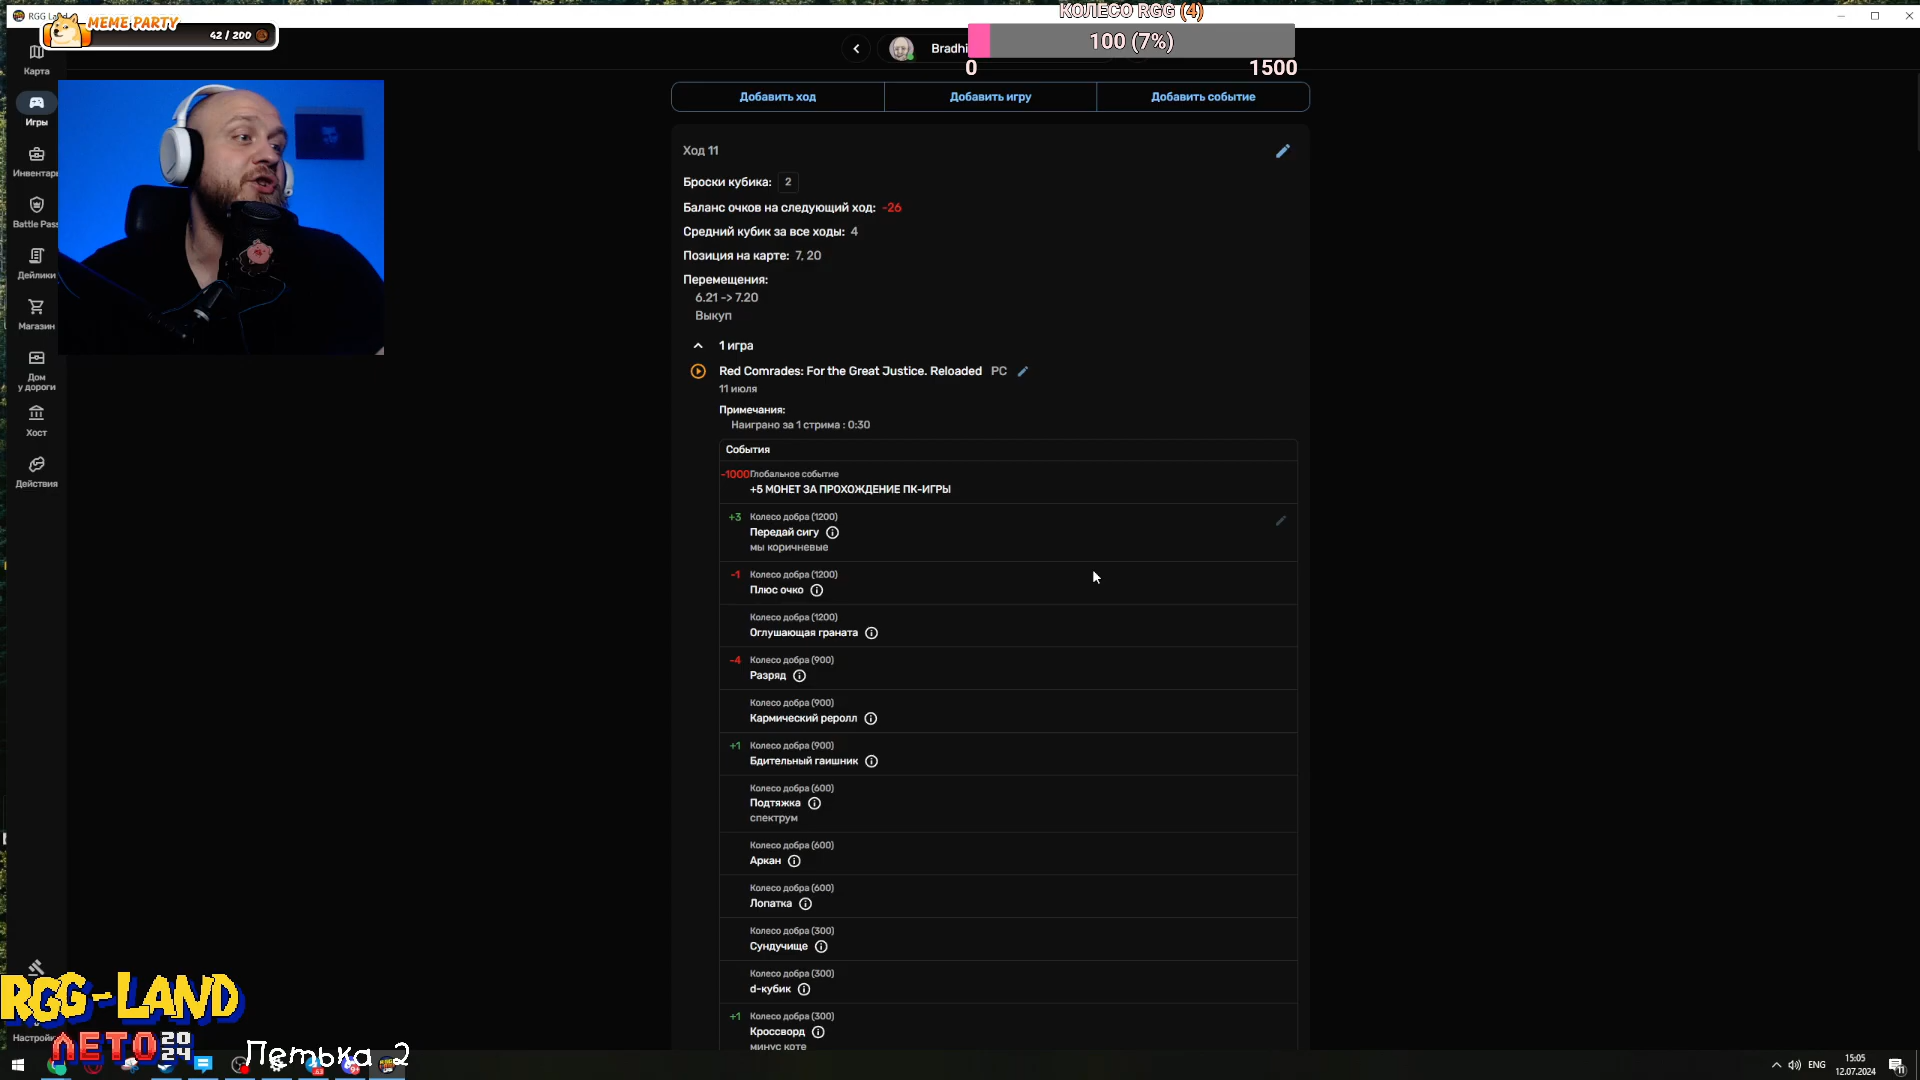 RGG Land
MEME PARTY
42 / 200
КОЛЕСО RGG (4)
100 (7%)
0
1500
Bradhi
Карта
Игры
Инвентарь
Battle Pass
Дейлики
Магазин
Дом
у дороги
Хост
Действия
Добавить ход
Добавить игру
Добавить событие
Ход 11
Броски кубика: 2
Баланс очков на следующий ход: -26
Средний кубик за все ходы: 4
Позиция на карте: 7, 20
Перемещения:
6.21 -> 7.20
Выкуп
1 игра
Red Comrades: For the Great Justice. Reloaded PC
11 июля
Примечания:
Наиграно за 1 стрима : 0:30
События
-1000 Глобальное событие
+5 МОНЕТ ЗА ПРОХОЖДЕНИЕ ПК-ИГРЫ
+3 Колесо добра (1200)
Передай сигу
мы коричневые
-1 Колесо добра (1200)
Плюс очко
Колесо добра (1200)
Оглушающая граната
-4 Колесо добра (900)
Разряд
Колесо добра (900)
Кармический реролл
+1 Колесо добра (900)
Бдительный гаишник
Колесо добра (600)
Подтяжка
спектрум
Колесо добра (600)
Аркан
Колесо добра (600)
Лопатка
Колесо добра (300)
Сундучище
Колесо добра (300)
d-кубик
+1 Колесо добра (300)
Кроссворд
минус коте
RGG-LAND
Настройки
ЛЕТО 2024
Петька 2
ENG
15:05
12.07.2024